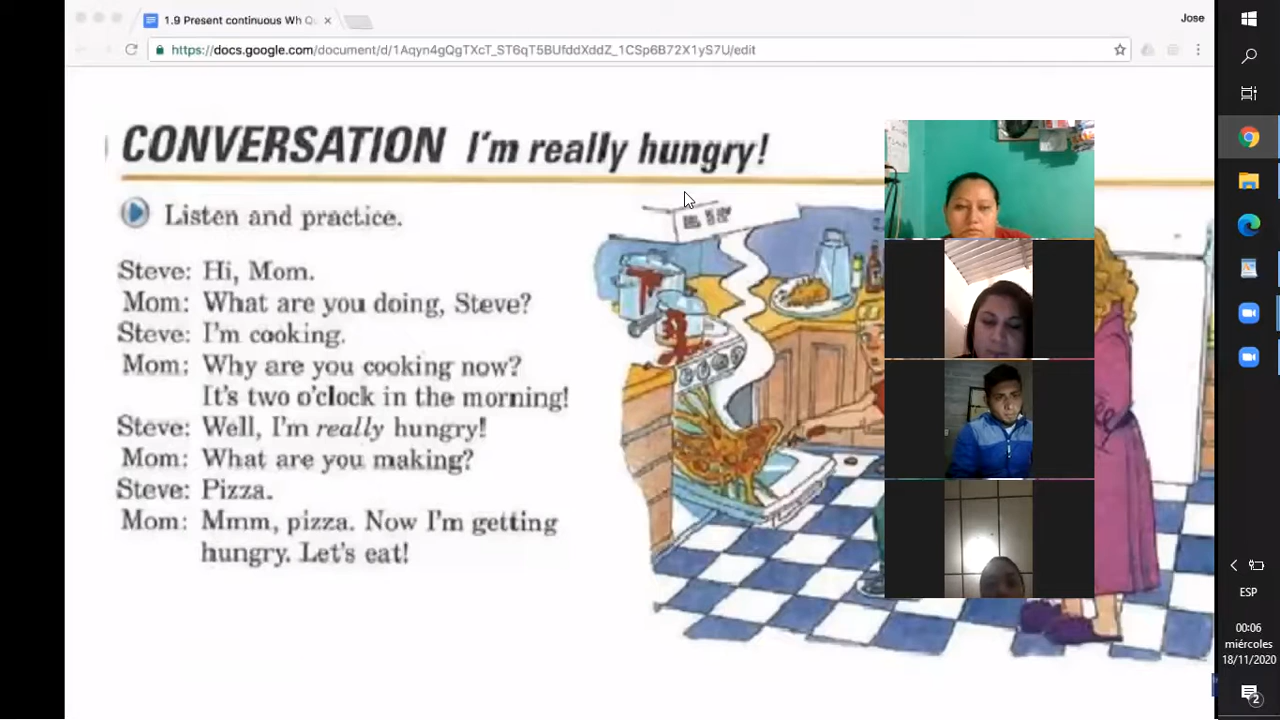 1.9 Present continuous Wh Qu
Jose
https://docs.google.com/document/d/1Aqyn4gQgTXcT_ST6qT5BUfddXddZ_1CSp6B72X1yS7U/edit
CONVERSATION I'm really hungry!
Listen and practice.
Steve: Hi, Mom.
Mom: What are you doing, Steve?
Steve: I'm cooking.
Mom: Why are you cooking now?
It's two o'clock in the morning!
Steve: Well, I'm really hungry!
Mom: What are you making?
Steve: Pizza.
Mom: Mmm, pizza. Now I'm getting
hungry. Let's eat!
ESP
00:06
miércoles
18/11/2020
2